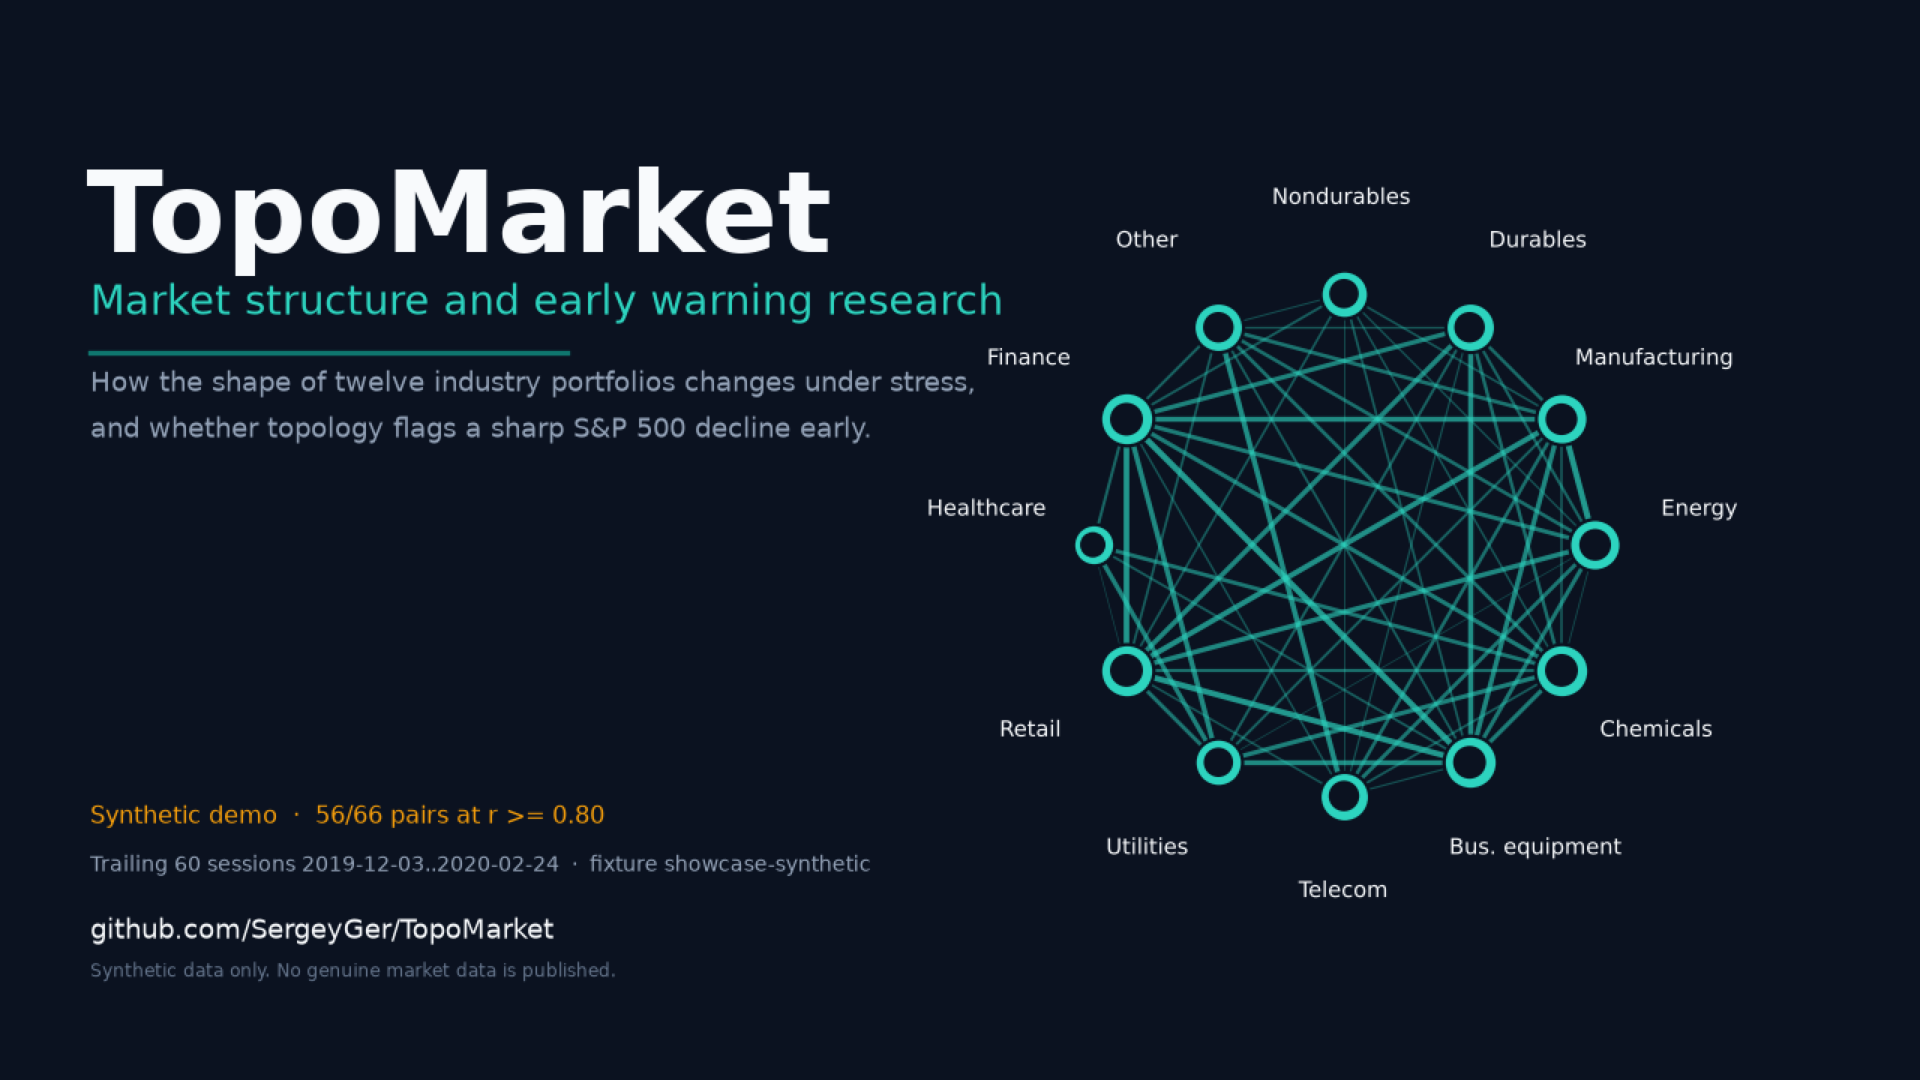 TopoMarket
Market structure and early warning research
How the shape of twelve industry portfolios changes under stress,
and whether topology flags a sharp S&P 500 decline early.
Synthetic demo · 56/66 pairs at r >= 0.80
Trailing 60 sessions 2019-12-03..2020-02-24 · fixture showcase-synthetic
github.com/SergeyGer/TopoMarket
Synthetic data only. No genuine market data is published.
Nondurables
Other
Durables
Finance
Manufacturing
Healthcare
Energy
Retail
Chemicals
Utilities
Bus. equipment
Telecom